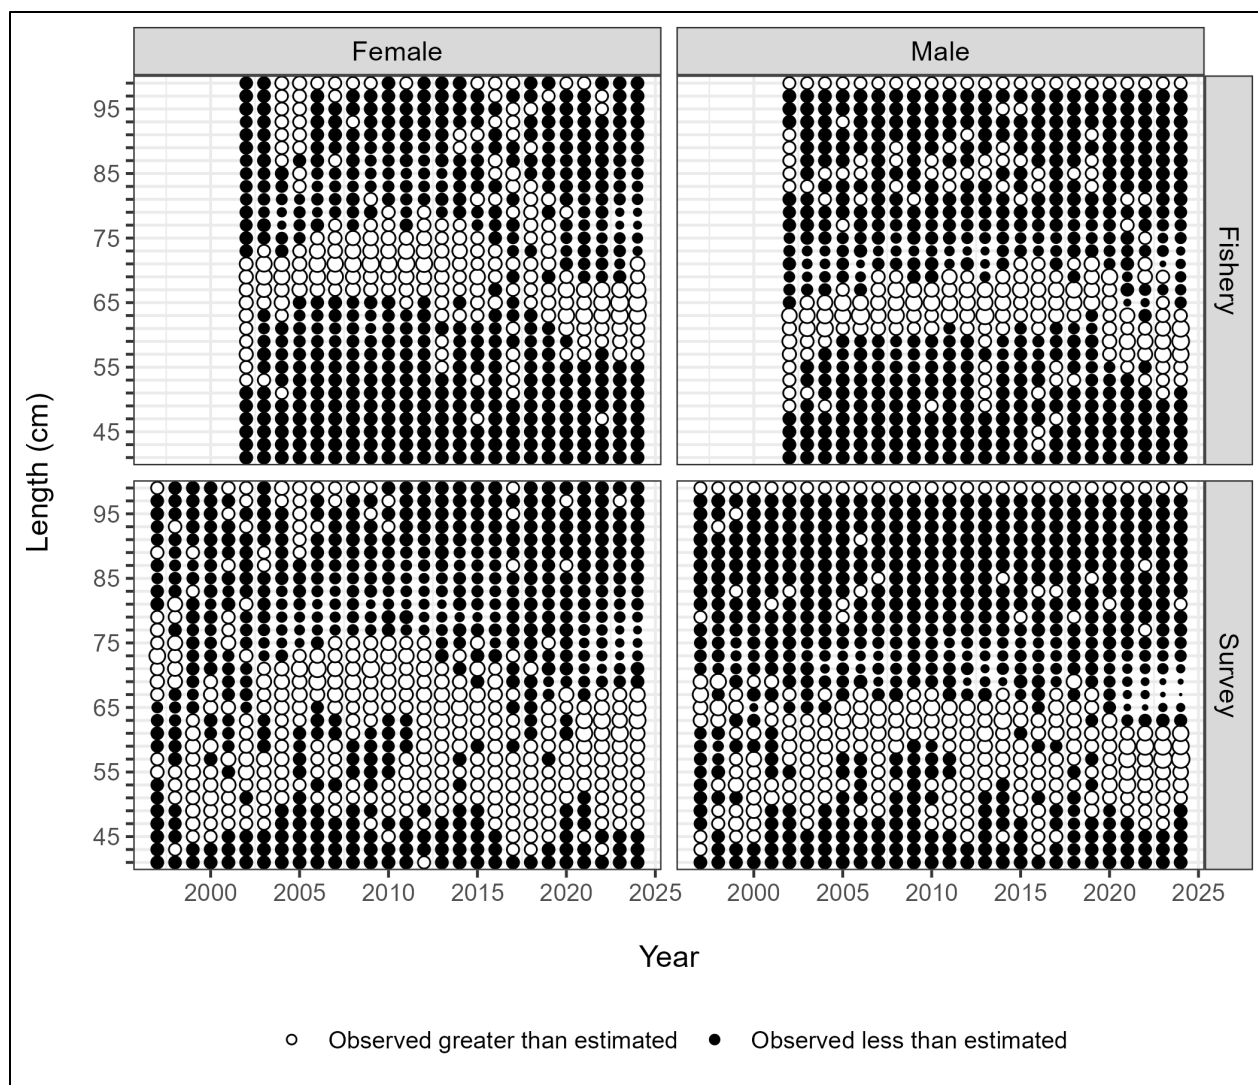 Female
Male
95
85
75
65
55
45
Fishery
95
85
75
65
55
45
Survey
Length (cm)
2000 2005 2010 2015 2020 2025
2000 2005 2010 2015 2020 2025
Year
Observed greater than estimated
Observed less than estimated